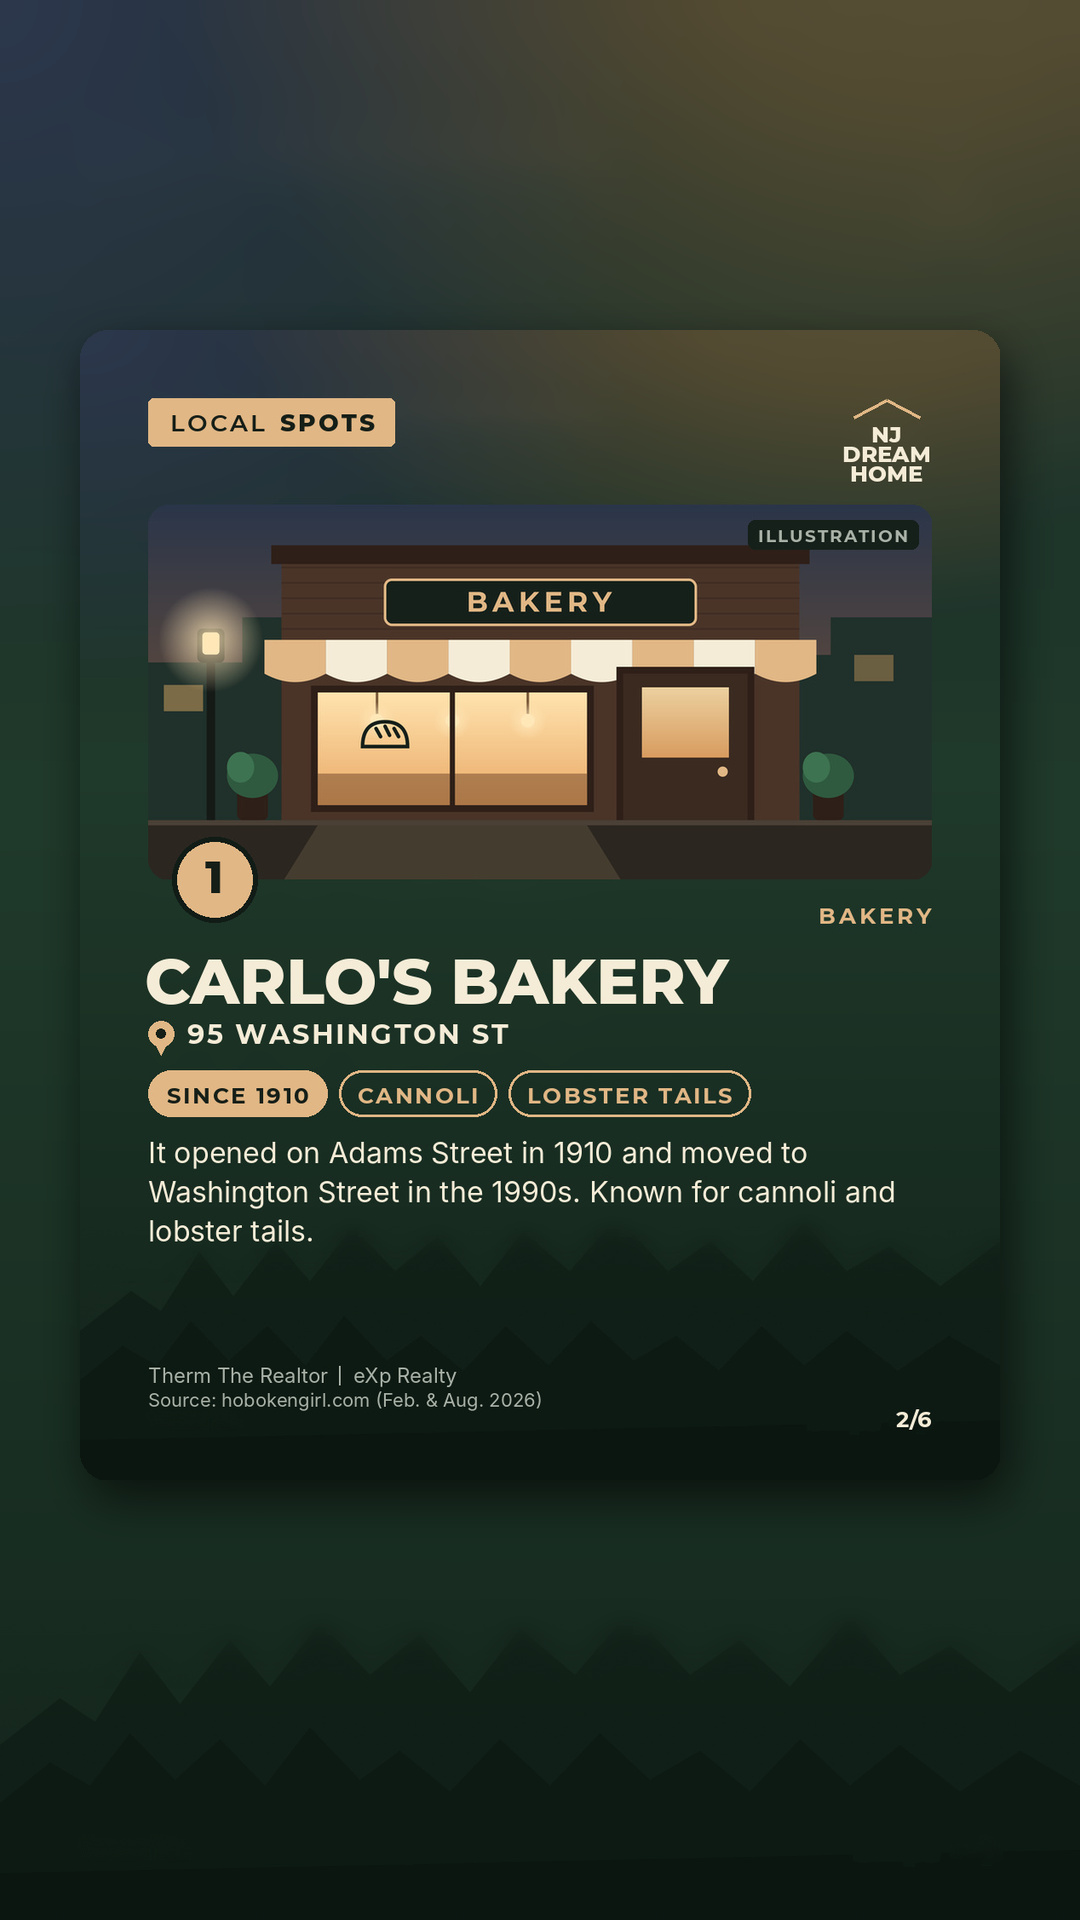 LOCAL SPOTS
NJ
DREAM
HOME
ILLUSTRATION
BAKERY
1
BAKERY
CARLO'S BAKERY
95 WASHINGTON ST
SINCE 1910 CANNOLI LOBSTER TAILS
It opened on Adams Street in 1910 and moved to
Washington Street in the 1990s. Known for cannoli and
lobster tails.
Therm The Realtor | eXp Realty
Source: hobokengirl.com (Feb. & Aug. 2026)
2/6